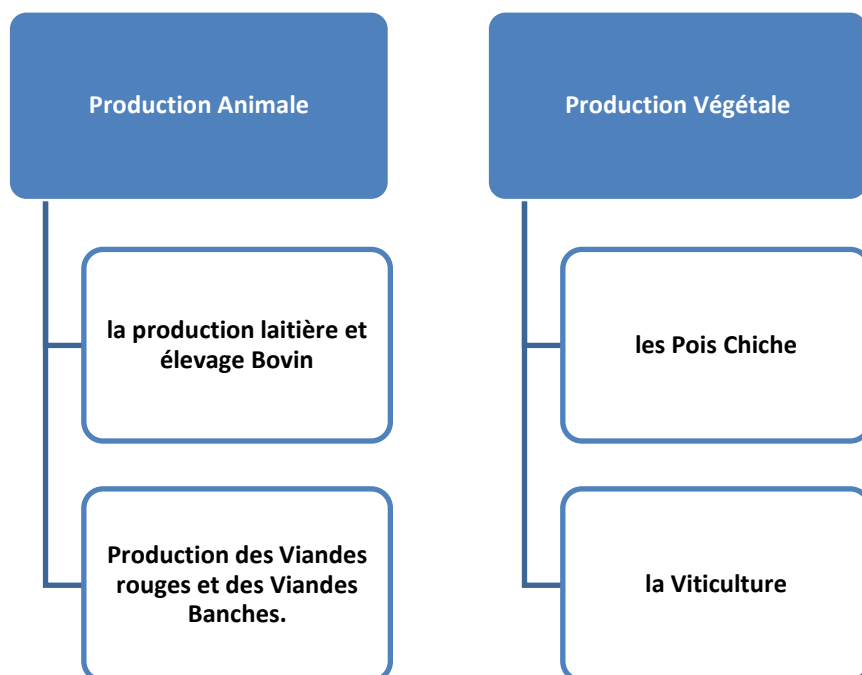 Production Animale
la production laitière et
élevage Bovin
Production des Viandes
rouges et des Viandes
Banches.
Production Végétale
les Pois Chiche
la Viticulture